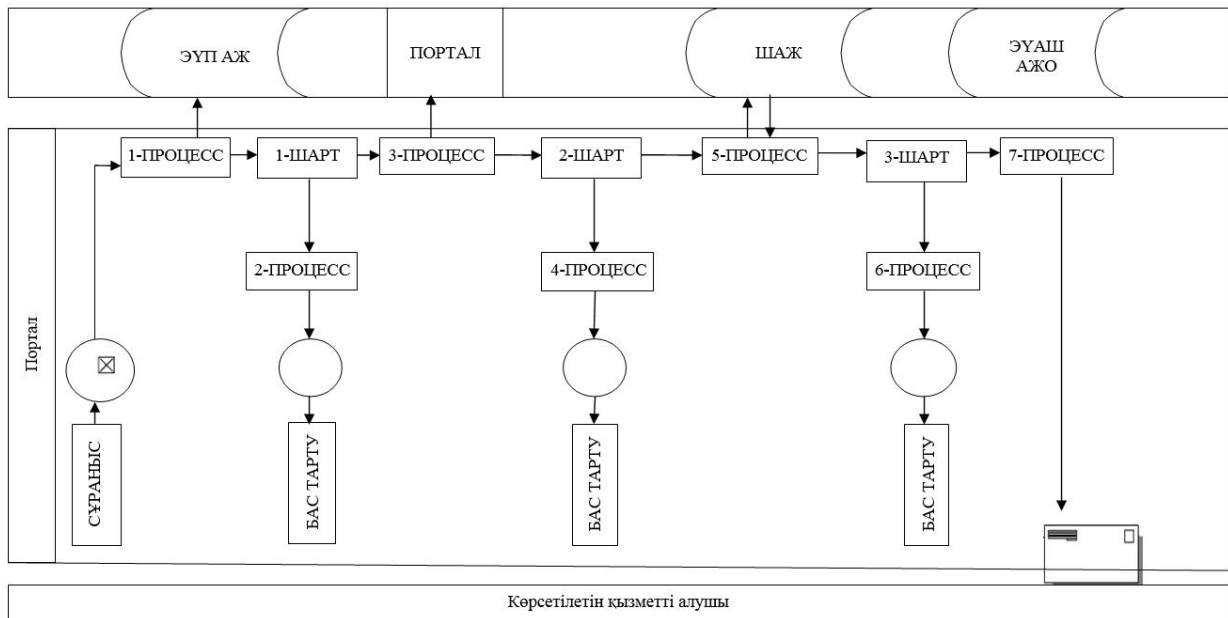 ЭҮП АЖ
ПОРТАЛ
ШАЖ
ЭҮАШ
АЖО
1-ПРОЦЕСС
1-ШАРТ
3-ПРОЦЕСС
2-ШАРТ
5-ПРОЦЕСС
3-ШАРТ
7-ПРОЦЕСС
2-ПРОЦЕСС
4-ПРОЦЕСС
6-ПРОЦЕСС
Портал
СҰРАНЫС
БАС ТАРТУ
БАС ТАРТУ
БАС ТАРТУ
Көрсетілетін қызметті алушы